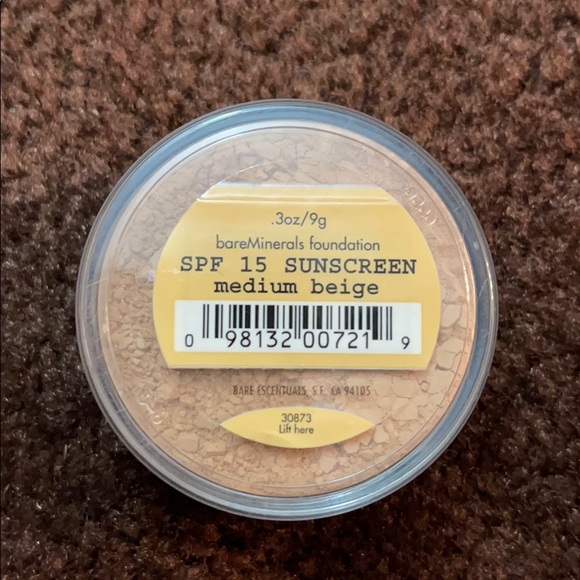 .3oz/9g
bareMinerals foundation
SPF 15 SUNSCREEN
medium beige
0 98132 00721 9
BARE ESCENTUALS, S.F., CA 94105
30873
Lift here